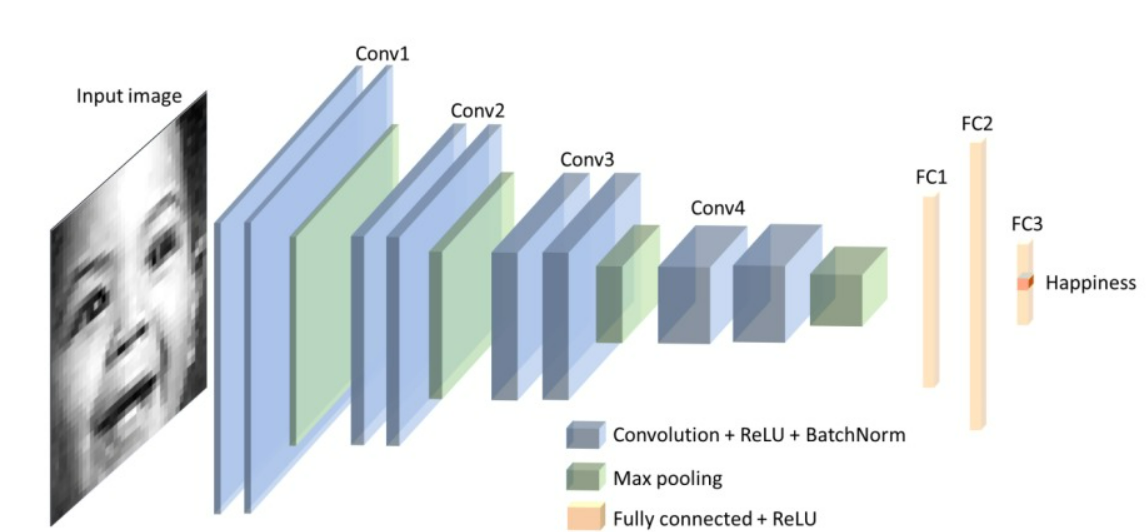 Input image
Conv1
Conv2
Conv3
Conv4
FC1
FC2
FC3
Happiness
Convolution + ReLU + BatchNorm
Max pooling
Fully connected + ReLU